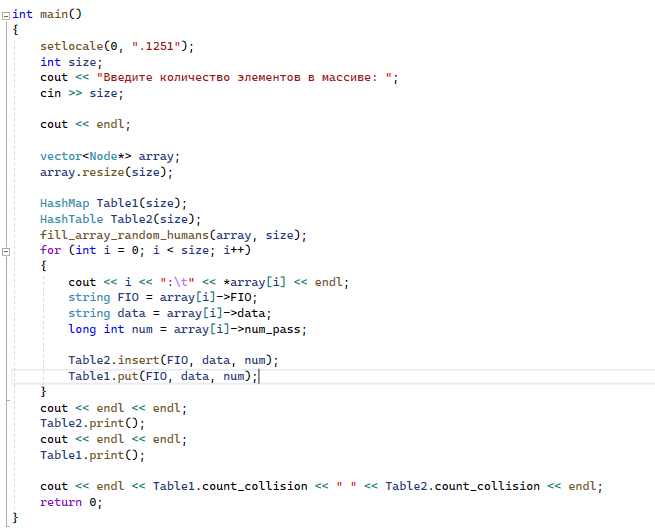 int main()
{
    setlocale(0, ".1251");
    int size;
    cout << "Введите количество элементов в массиве: ";
    cin >> size;
    cout << endl;
    vector<Node*> array;
    array.resize(size);
    HashMap Table1(size);
    HashTable Table2(size);
    fill_array_random_humans(array, size);
    for (int i = 0; i < size; i++)
    {
        cout << i << ":\t" << *array[i] << endl;
        string FIO = array[i]->FIO;
        string data = array[i]->data;
        long int num = array[i]->num_pass;
        Table2.insert(FIO, data, num);
        Table1.put(FIO, data, num);
    }
    cout << endl << endl;
    Table2.print();
    cout << endl << endl;
    Table1.print();
    cout << endl << Table1.count_collision << " " << Table2.count_collision << endl;
    return 0;
}